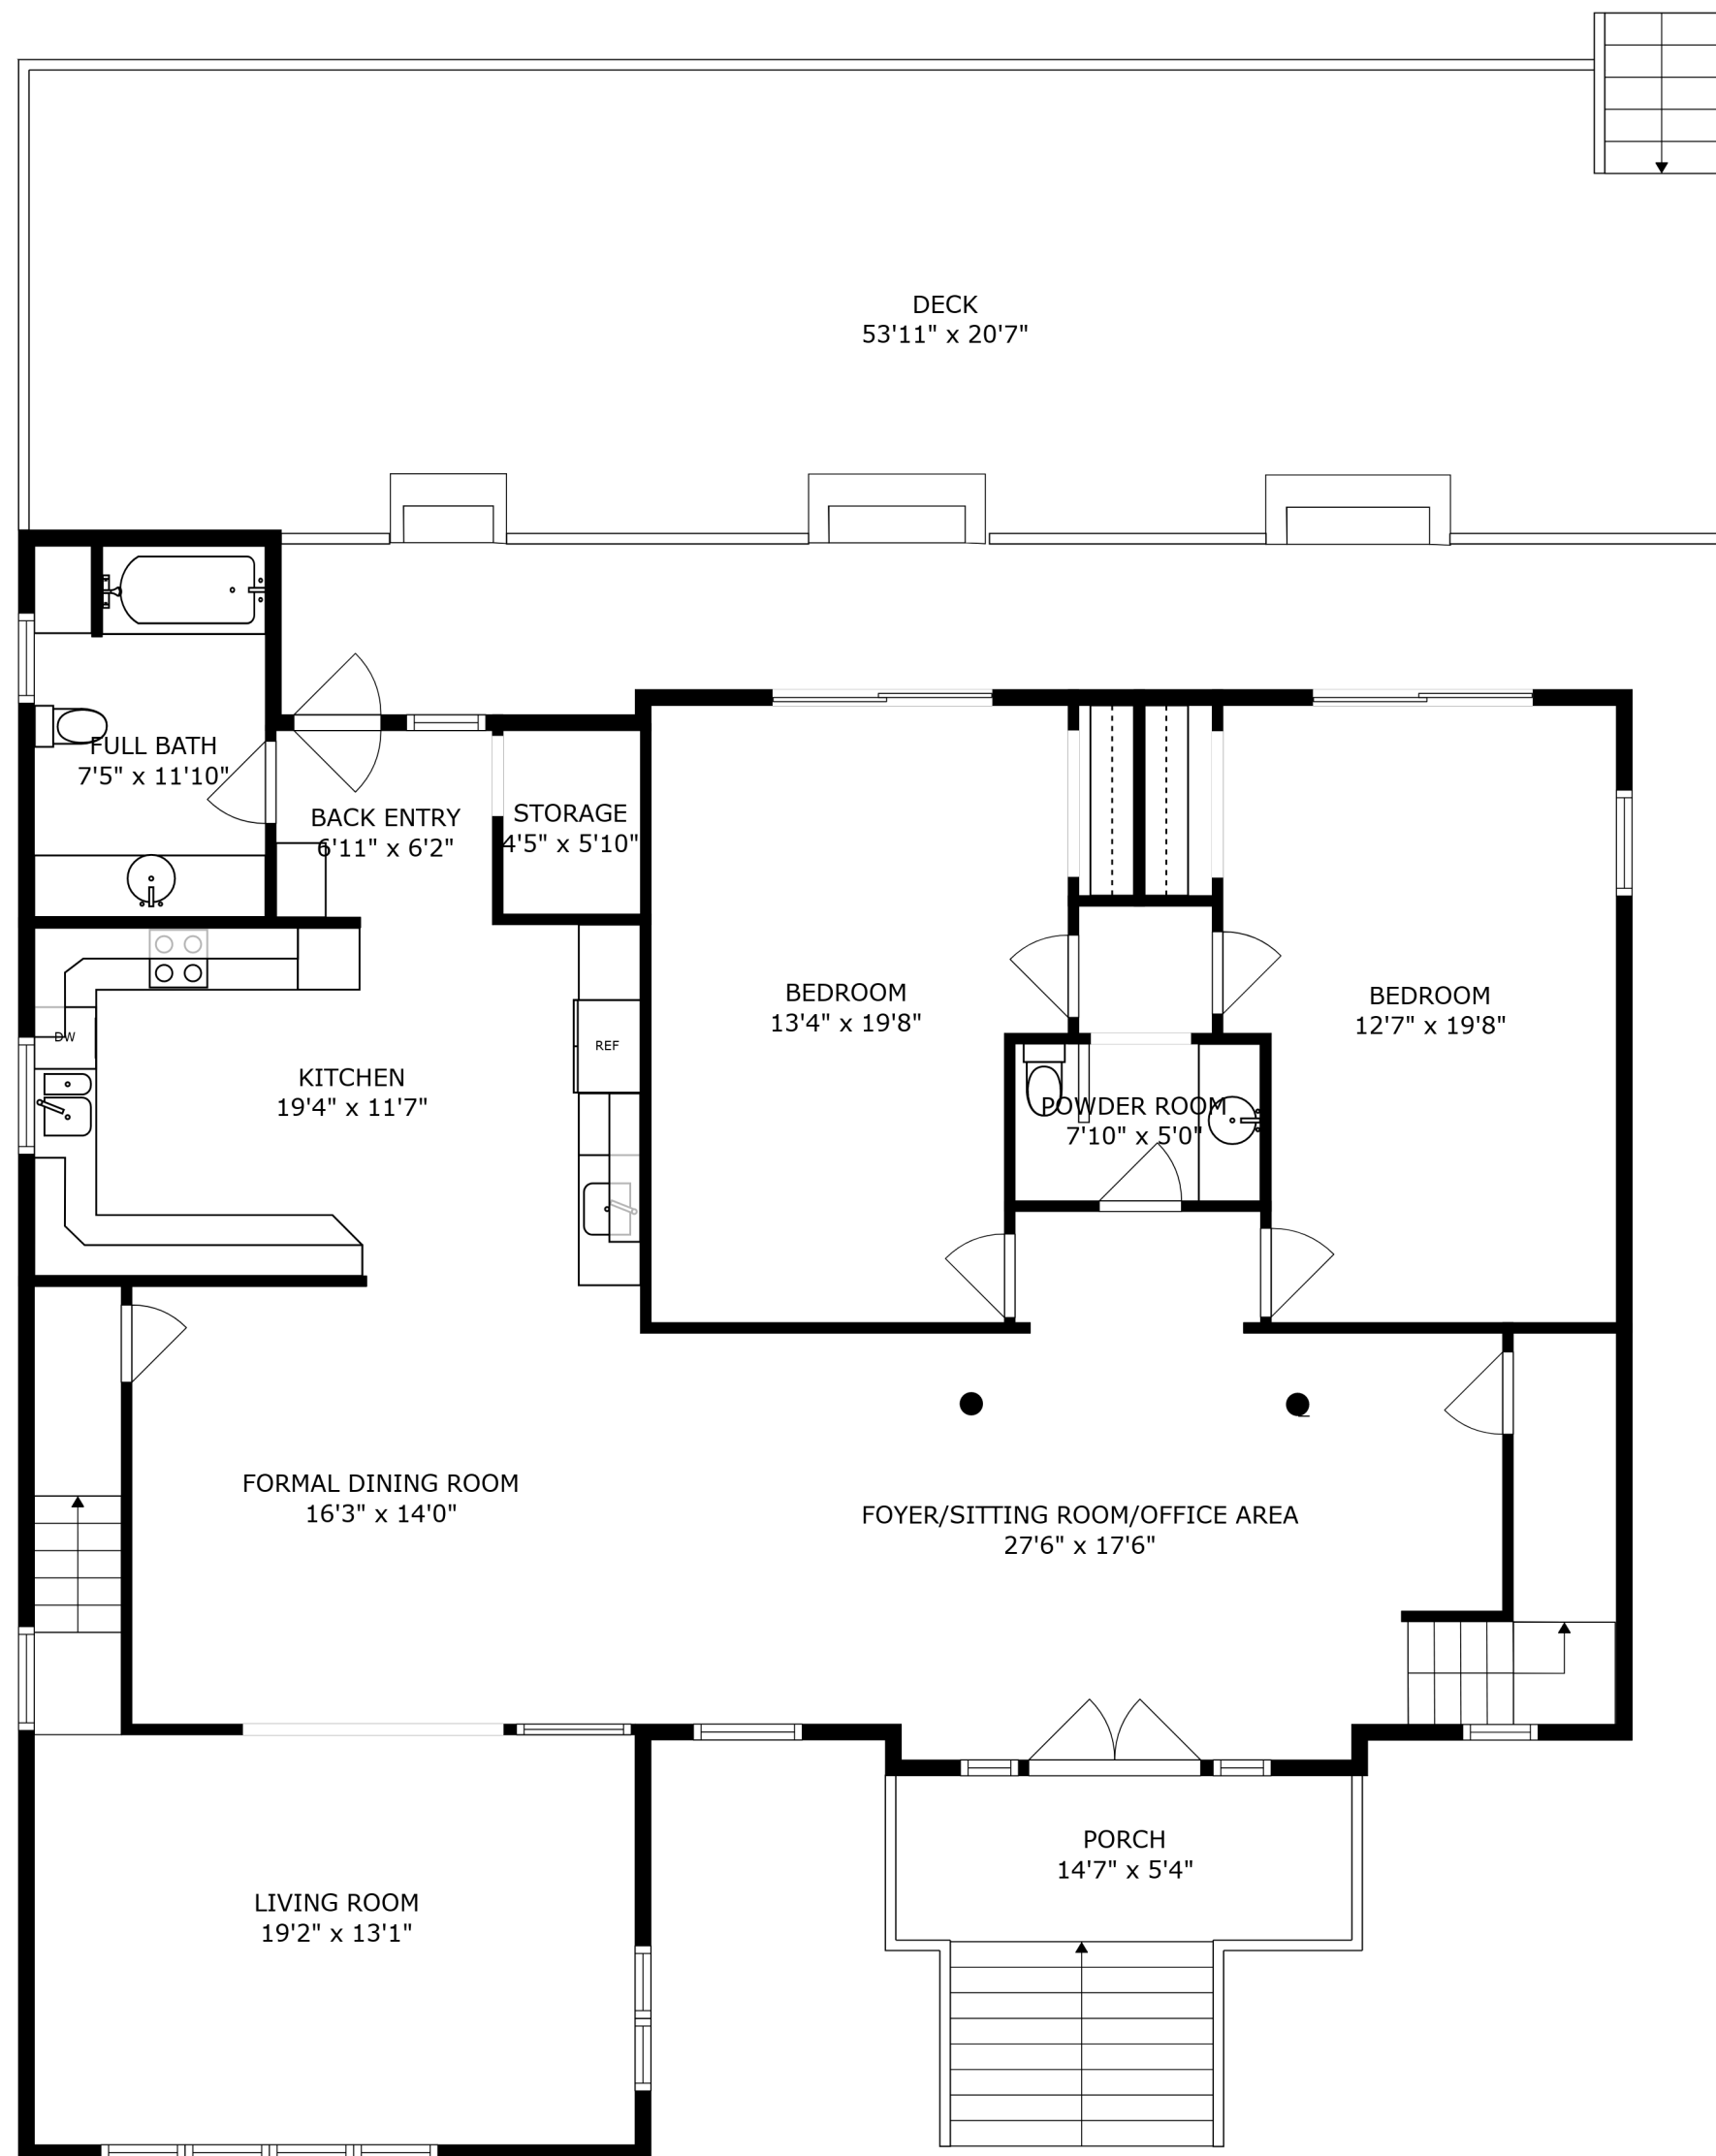 DECK
53'11" x 20'7"
FULL BATH
7'5" x 11'10"
BACK ENTRY
6'11" x 6'2"
STORAGE
4'5" x 5'10"
BEDROOM
13'4" x 19'8"
BEDROOM
12'7" x 19'8"
DW
REF
KITCHEN
19'4" x 11'7"
POWDER ROOM
7'10" x 5'0"
FORMAL DINING ROOM
16'3" x 14'0"
FOYER/SITTING ROOM/OFFICE AREA
27'6" x 17'6"
PORCH
14'7" x 5'4"
LIVING ROOM
19'2" x 13'1"